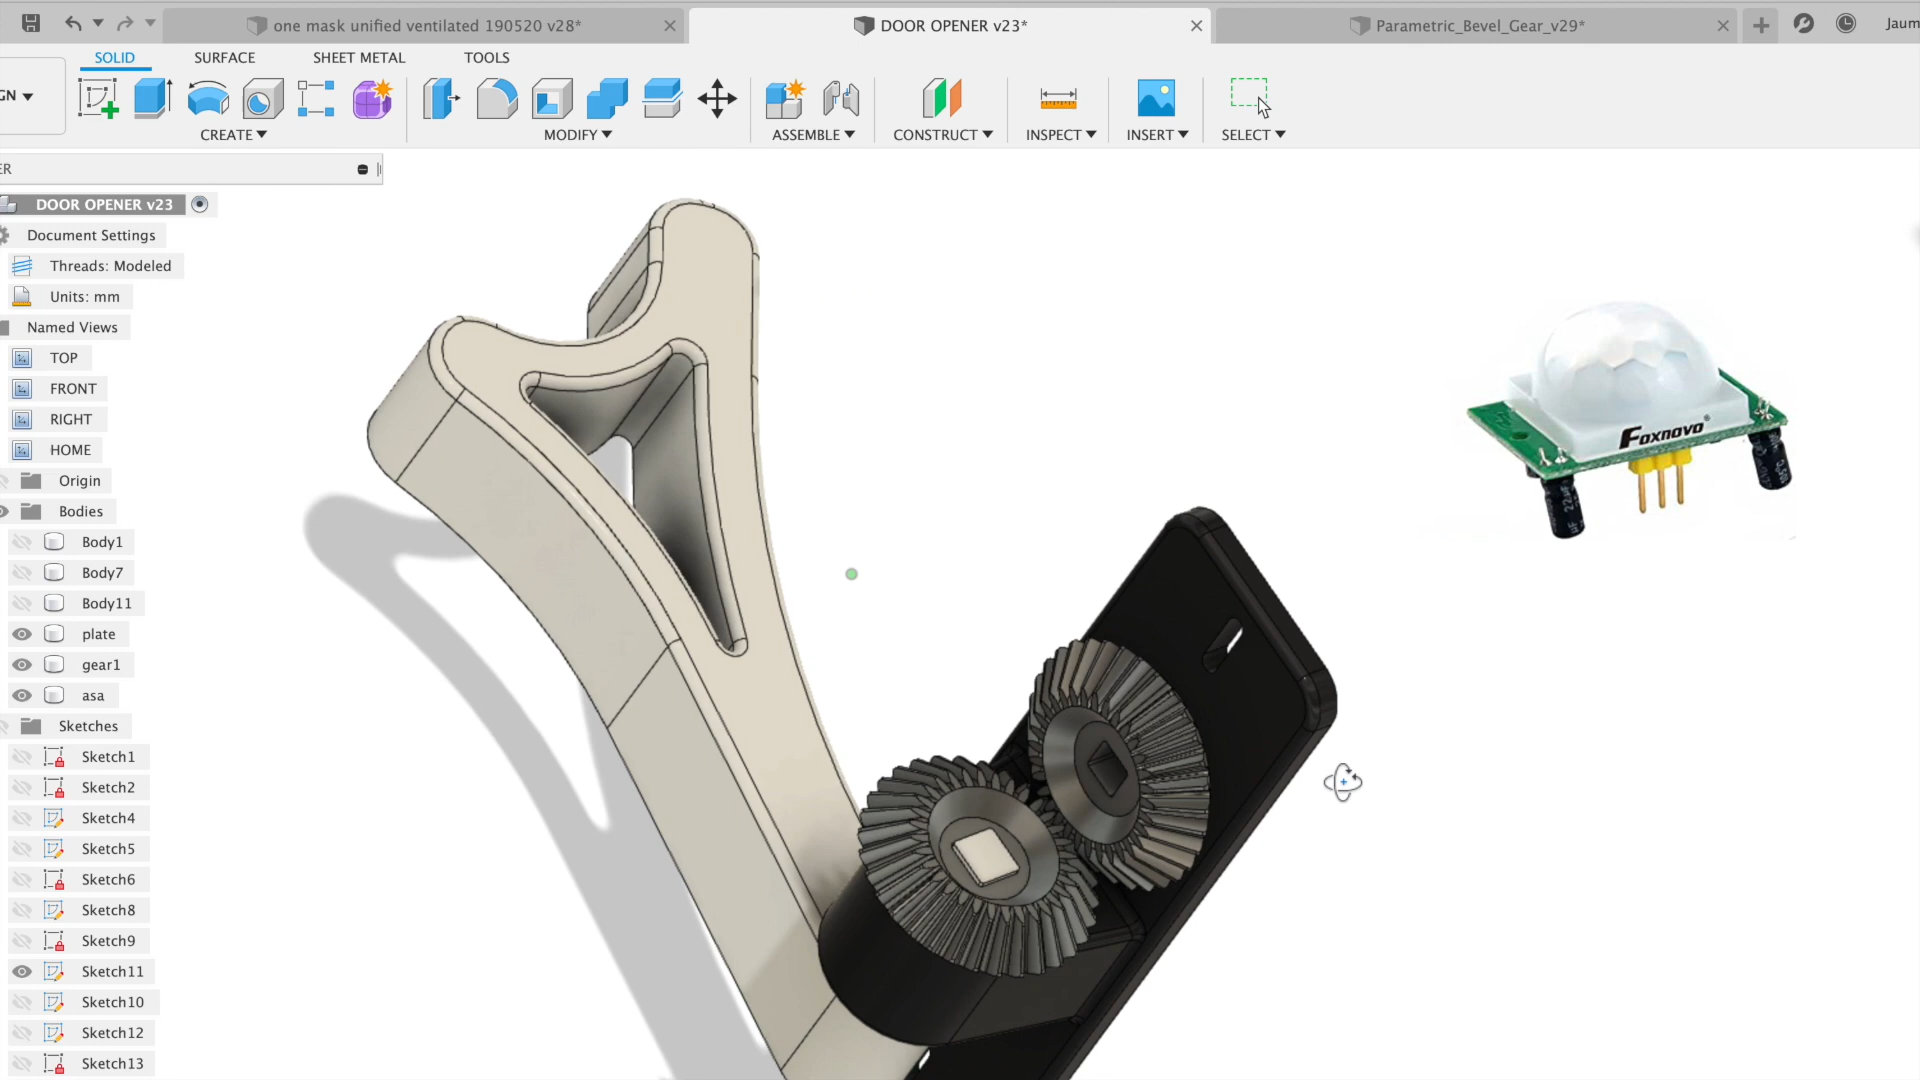 one mask unified ventilated 190520 v28*
DOOR OPENER v23*
Parametric_Bevel_Gear_v29*
Jaum
SOLID
SURFACE
SHEET METAL
TOOLS
GN
CREATE
MODIFY
ASSEMBLE
CONSTRUCT
INSPECT
INSERT
SELECT
ER
DOOR OPENER v23
Document Settings
Threads: Modeled
Units: mm
Named Views
TOP
FRONT
RIGHT
HOME
Origin
Bodies
Body1
Body7
Body11
plate
gear1
asa
Sketches
Sketch1
Sketch2
Sketch4
Sketch5
Sketch6
Sketch8
Sketch9
Sketch11
Sketch10
Sketch12
Sketch13
Foxnovo